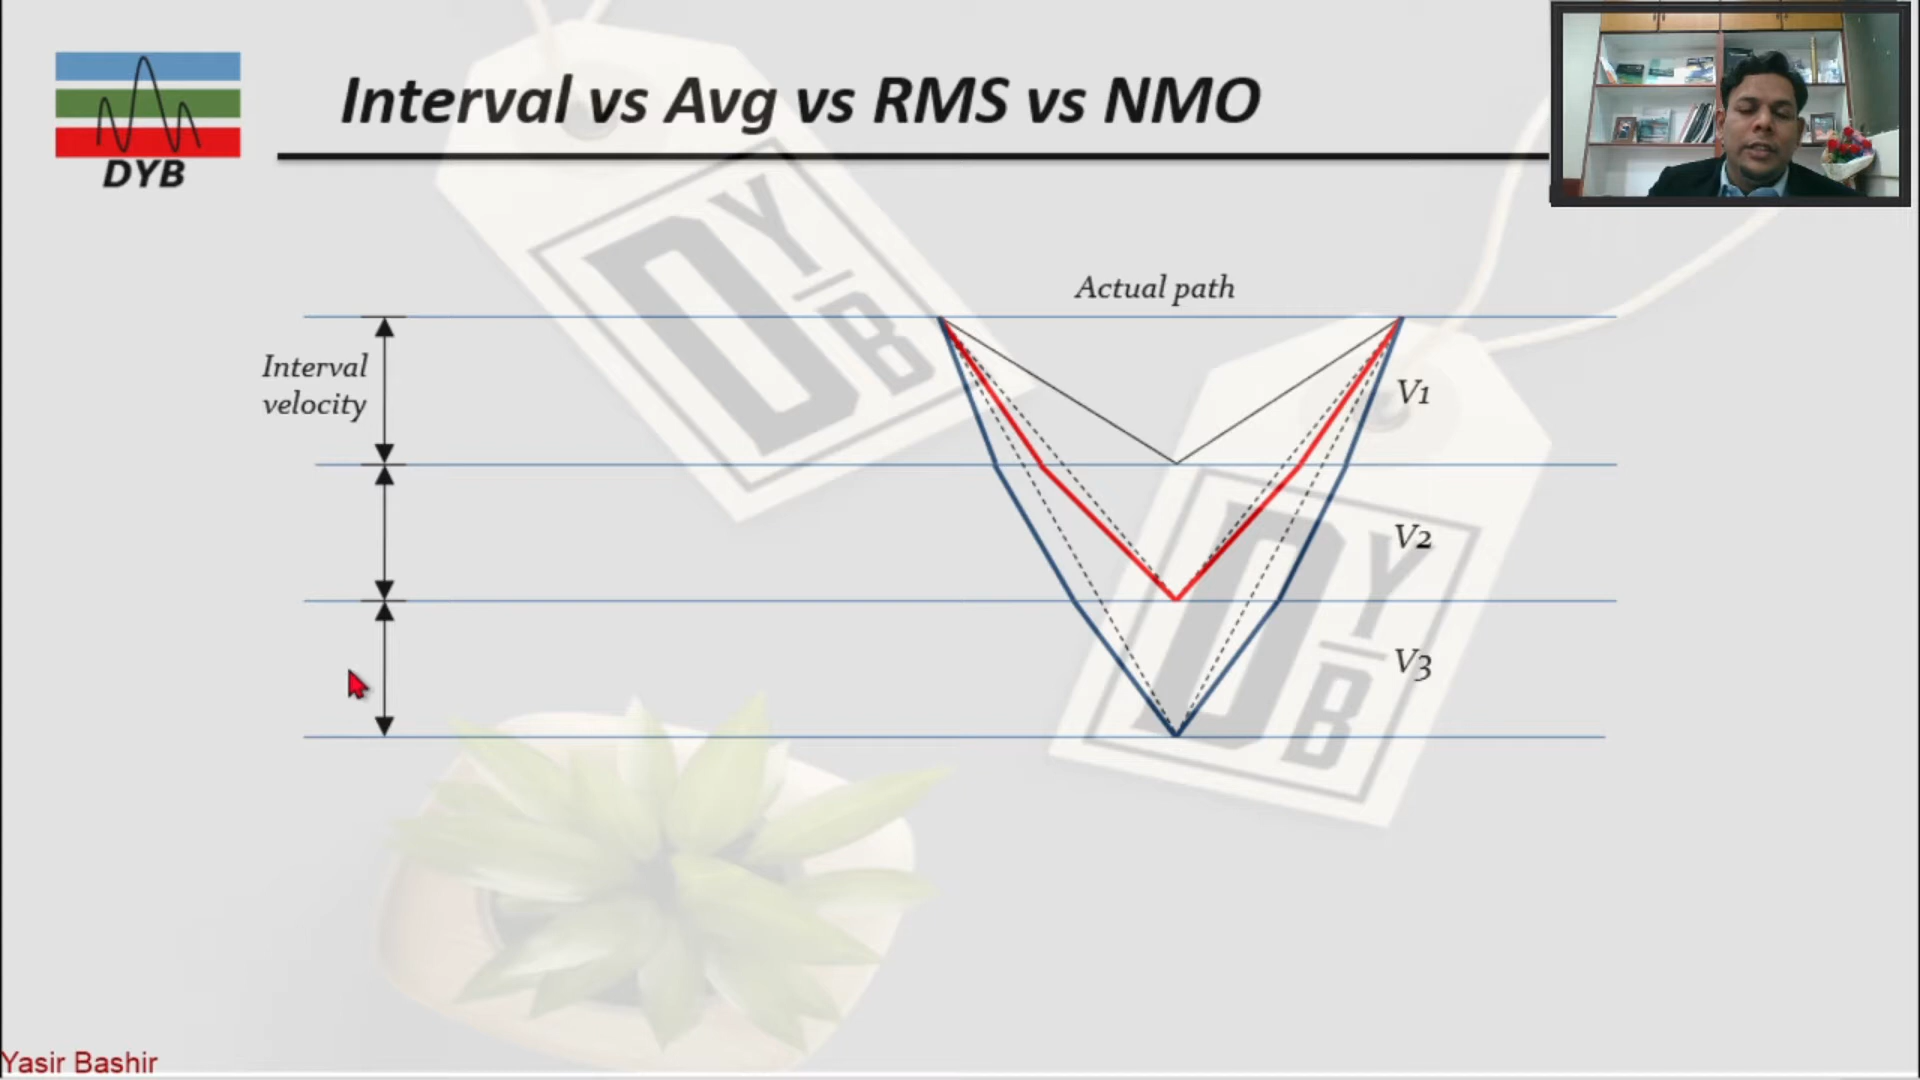 DYB
Interval vs Avg vs RMS vs NMO
D Y B
Actual path
Interval
velocity
V1
V2
V3
D Y B
Yasir Bashir